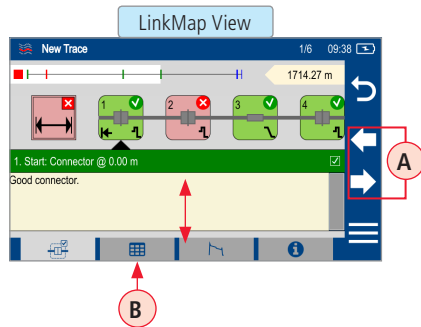 LinkMap View
New Trace 1/6 09:38
1714.27 m
1 2 3 4
1. Start: Connector @ 0.00 m
Good connector.
A
B